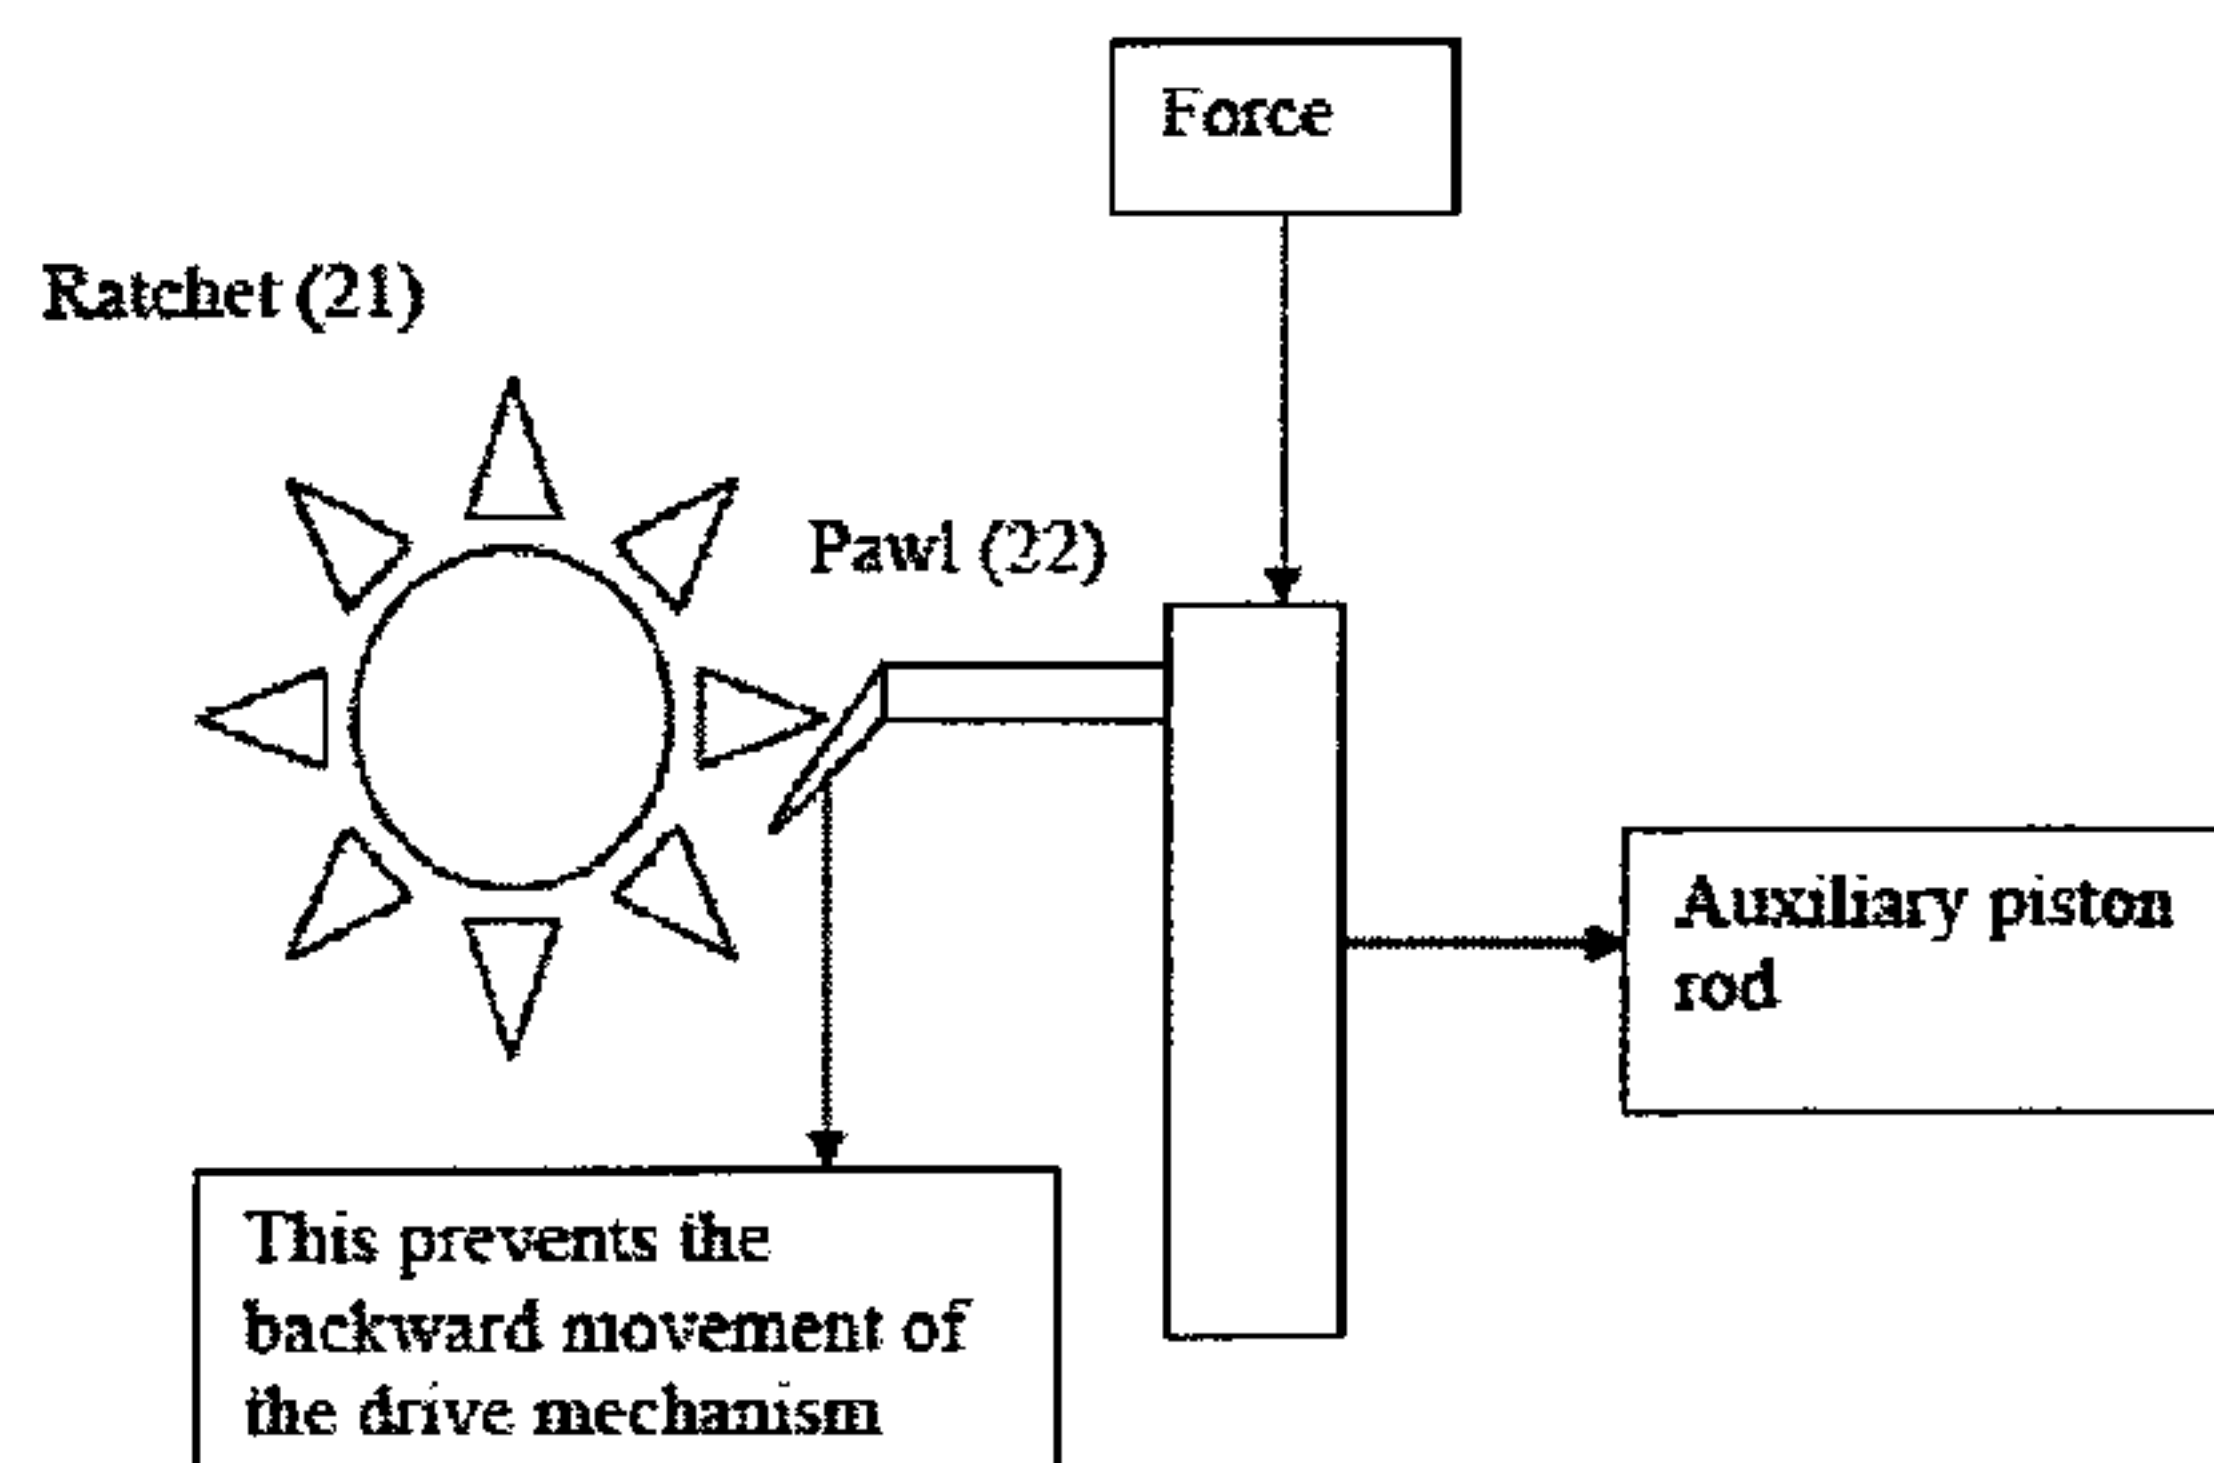 Force
Ratchet (21)
Pawl (22)
Auxiliary piston
rod
This prevents the
backward movement of
the drive mechanism